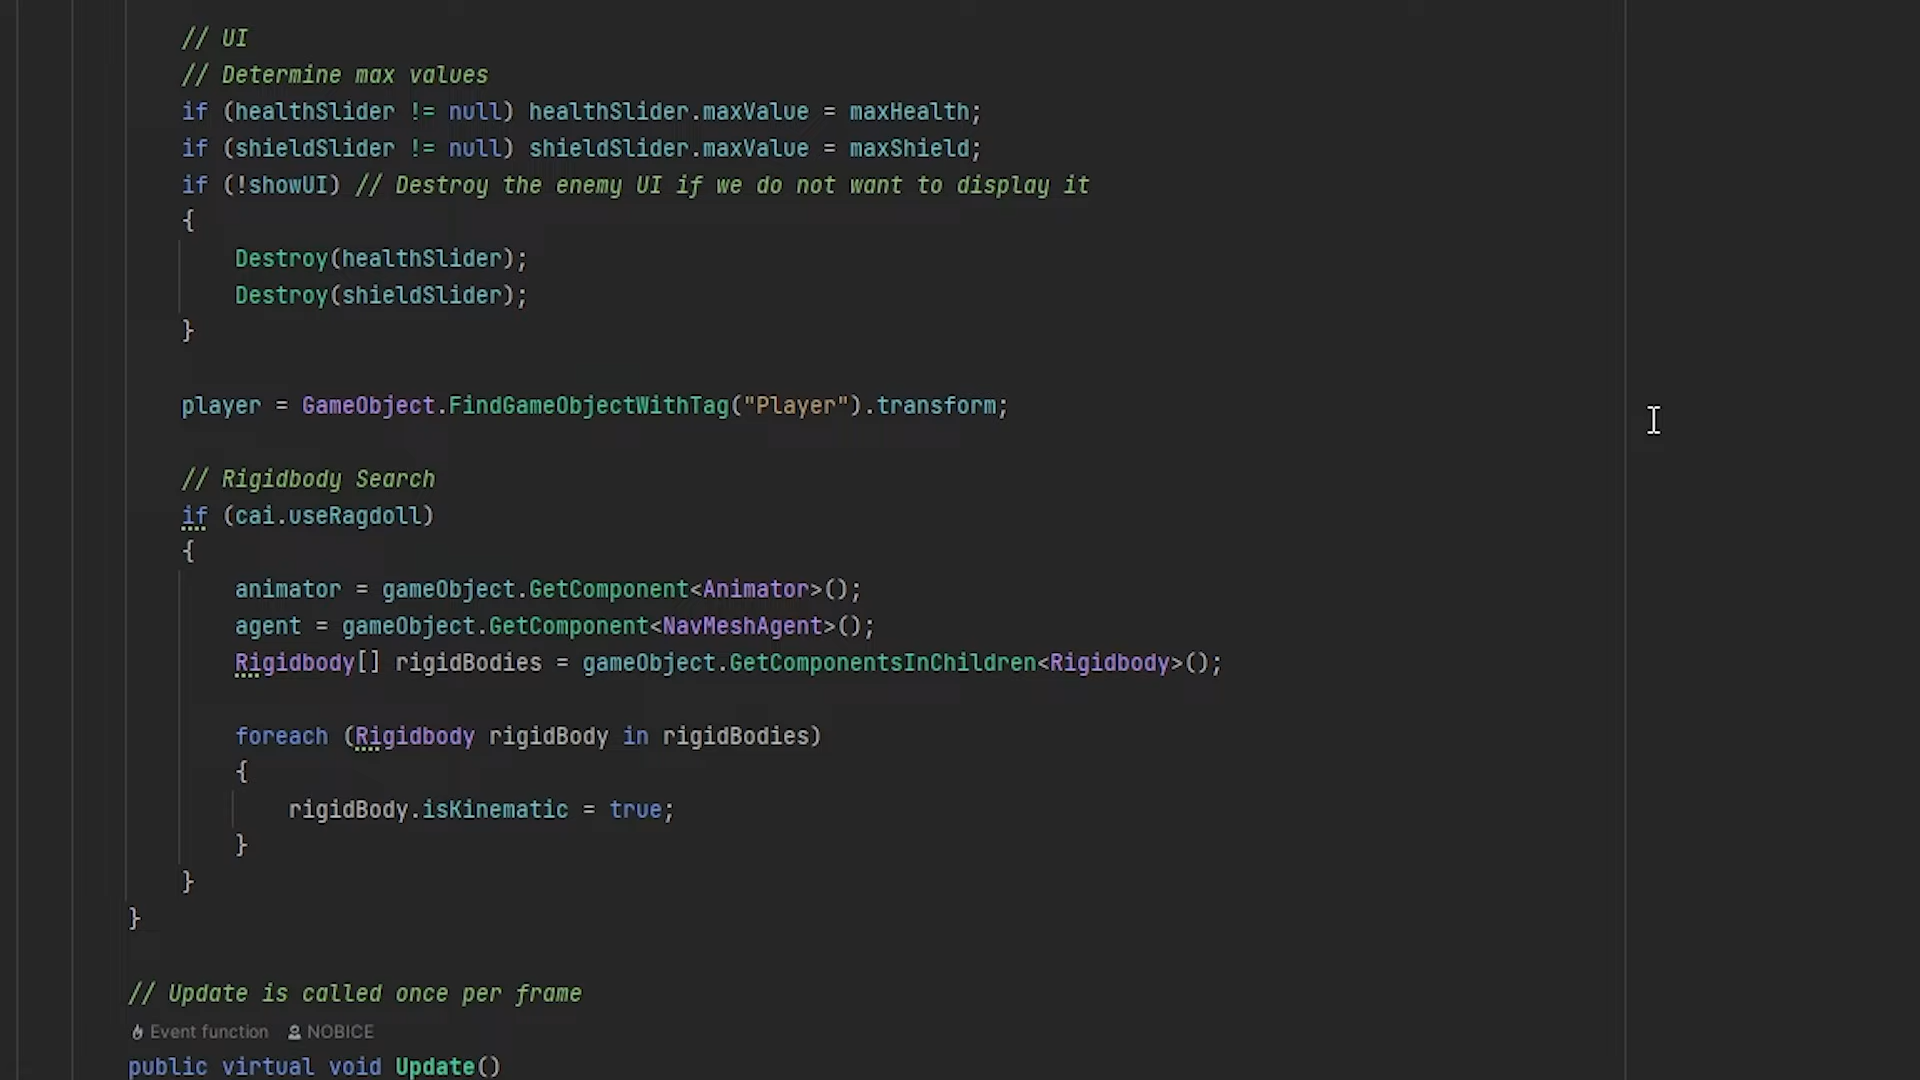 // UI
// Determine max values
if (healthSlider != null) healthSlider.maxValue = maxHealth;
if (shieldSlider != null) shieldSlider.maxValue = maxShield;
if (!showUI) // Destroy the enemy UI if we do not want to display it
{
Destroy(healthSlider);
Destroy(shieldSlider);
}
player = GameObject.FindGameObjectWithTag("Player").transform;
// Rigidbody Search
if (cai.useRagdoll)
{
animator = gameObject.GetComponent<Animator>();
agent = gameObject.GetComponent<NavMeshAgent>();
Rigidbody[] rigidBodies = gameObject.GetComponentsInChildren<Rigidbody>();
foreach (Rigidbody rigidBody in rigidBodies)
{
rigidBody.isKinematic = true;
}
}
}
// Update is called once per frame
Event function NOBICE
public virtual void Update()